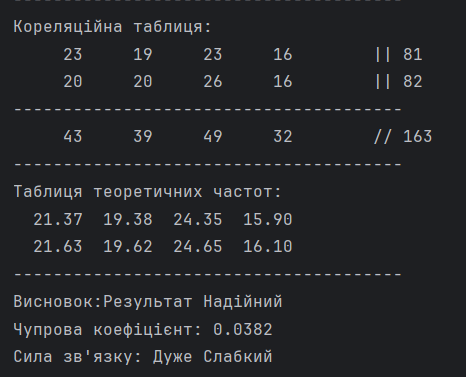 ----------------------------------------
Кореляційна таблиця:
     23     19     23     16        || 81
     20     20     26     16        || 82
---------------------------------------
     43     39     49     32        // 163
---------------------------------------
Таблиця теоретичних частот:
  21.37  19.38  24.35  15.90
  21.63  19.62  24.65  16.10
---------------------------------------
Висновок:Результат Надійний
Чупрова коефіцієнт: 0.0382
Сила зв'язку: Дуже Слабкий